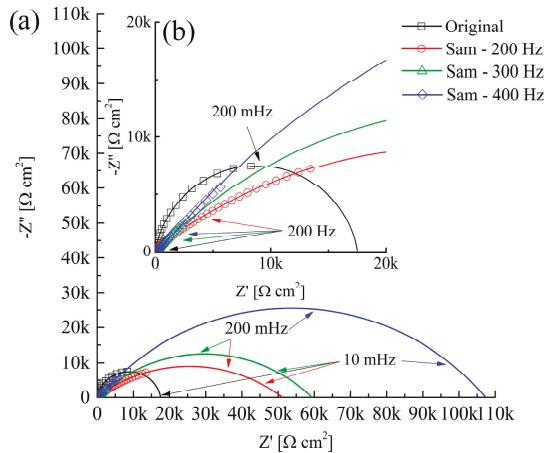 (a)
(b)
Original
Sam - 200 Hz
Sam - 300 Hz
Sam - 400 Hz
110k
100k
90k
80k
70k
60k
50k
40k
30k
20k
10k
0
-Z'' [Ω cm²]
20k
10k
0
-Z'' [Ω cm²]
200 mHz
200 Hz
0 10k 20k
Z' [Ω cm²]
200 mHz
10 mHz
0 10k 20k 30k 40k 50k 60k 70k 80k 90k 100k 110k
Z' [Ω cm²]